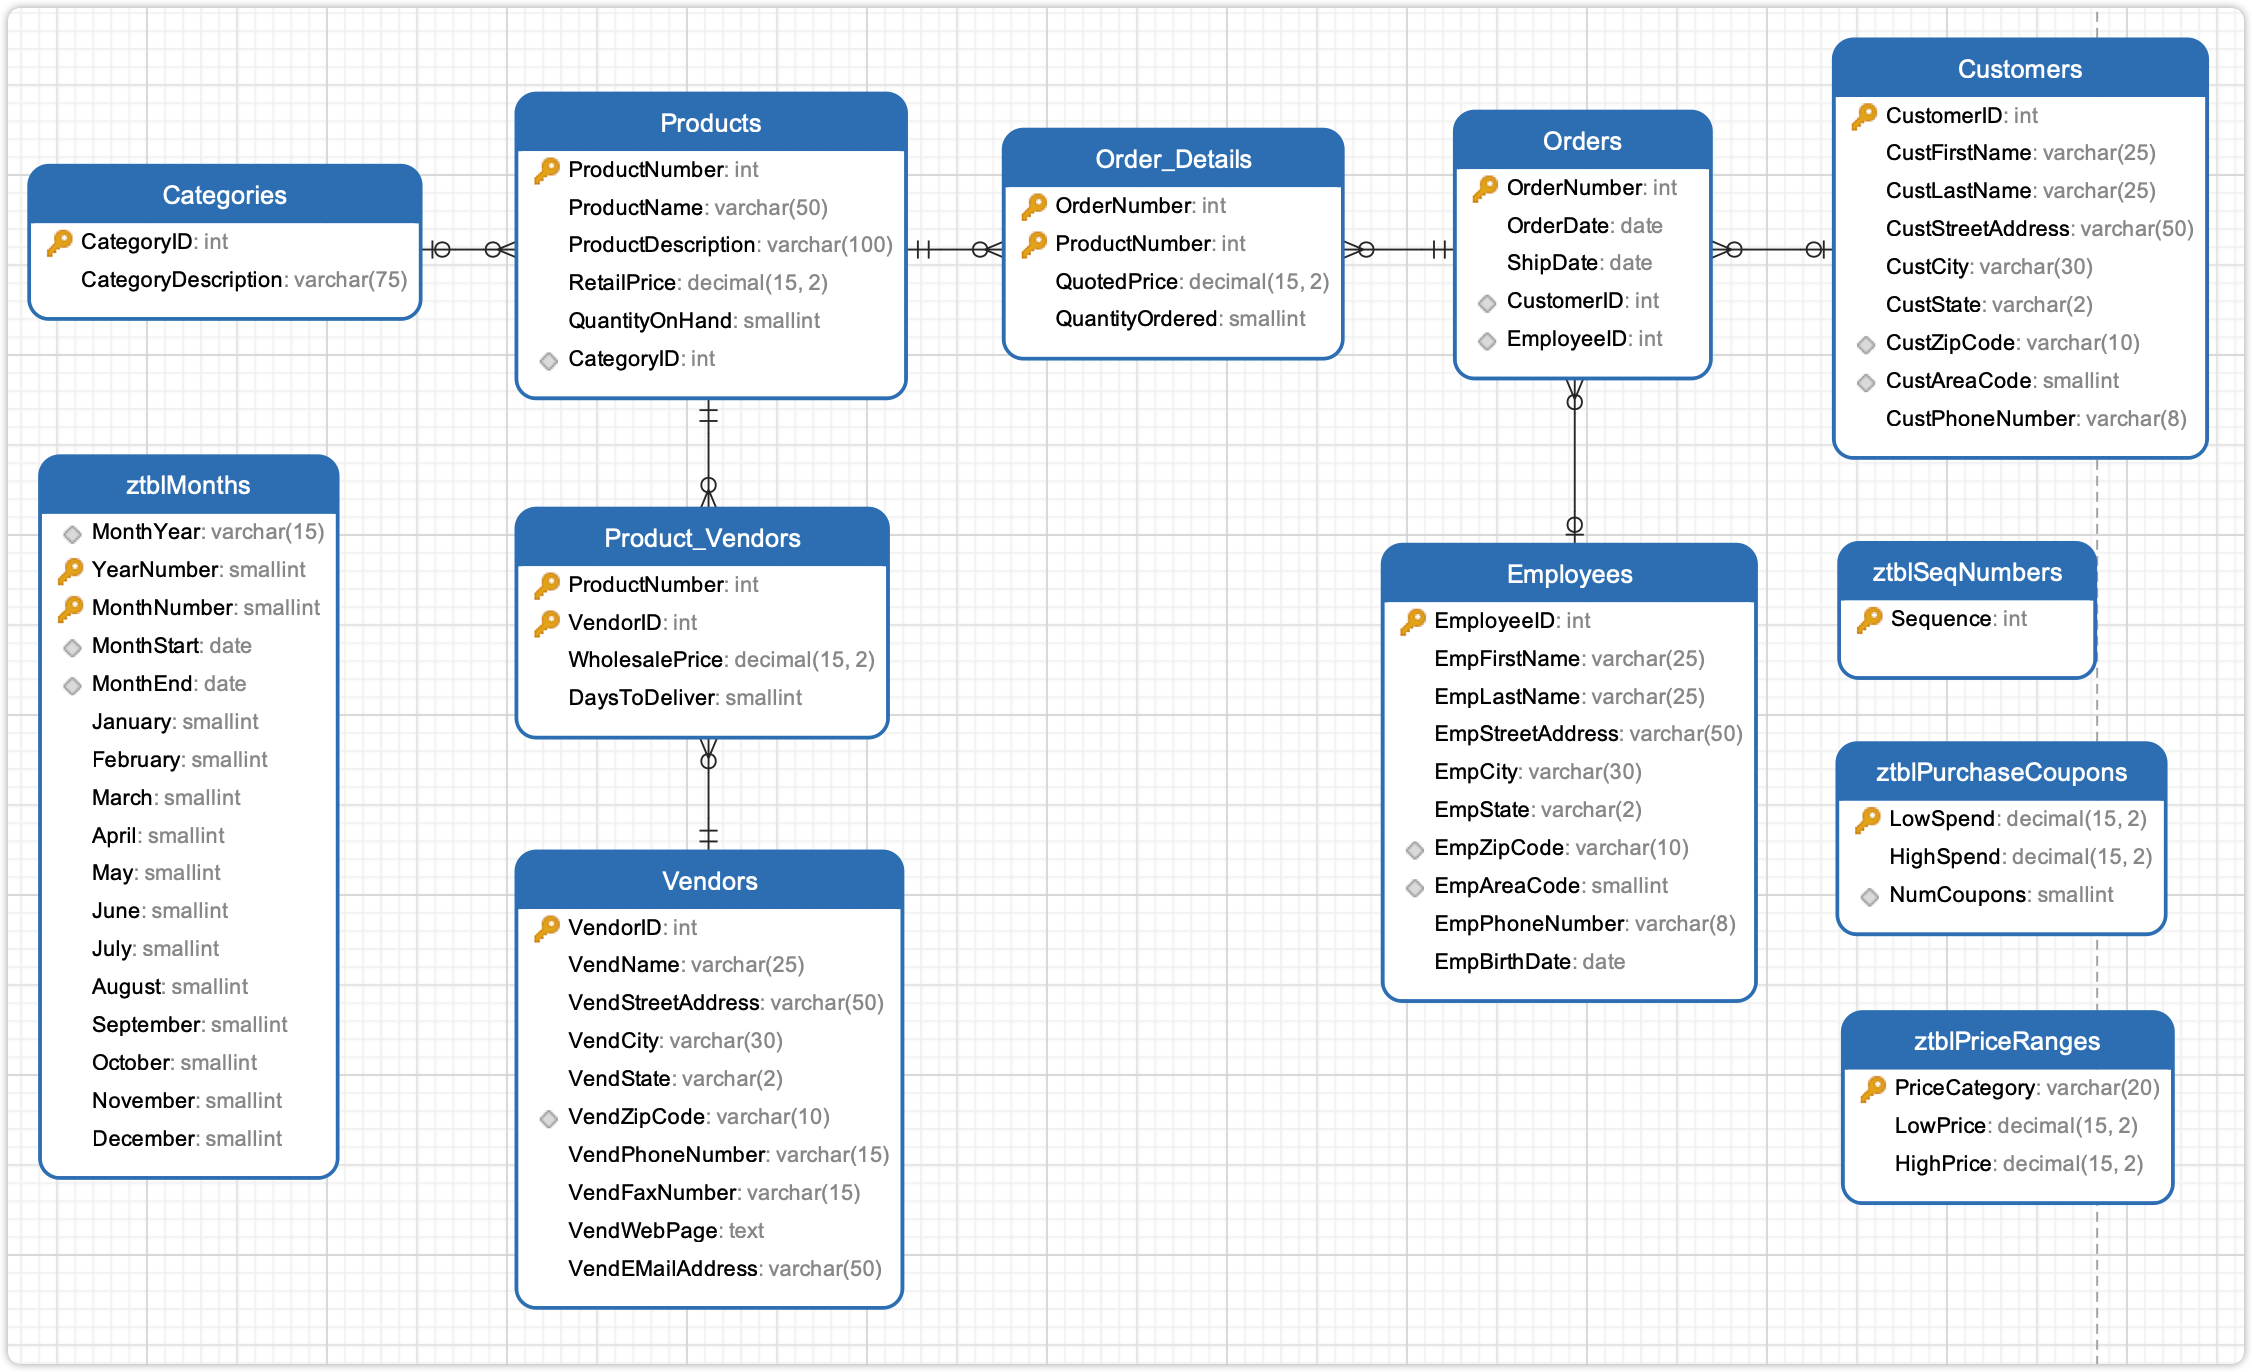 Categories
CategoryID: int
CategoryDescription: varchar(75)
Products
ProductNumber: int
ProductName: varchar(50)
ProductDescription: varchar(100)
RetailPrice: decimal(15, 2)
QuantityOnHand: smallint
CategoryID: int
Order_Details
OrderNumber: int
ProductNumber: int
QuotedPrice: decimal(15, 2)
QuantityOrdered: smallint
Orders
OrderNumber: int
OrderDate: date
ShipDate: date
CustomerID: int
EmployeeID: int
Customers
CustomerID: int
CustFirstName: varchar(25)
CustLastName: varchar(25)
CustStreetAddress: varchar(50)
CustCity: varchar(30)
CustState: varchar(2)
CustZipCode: varchar(10)
CustAreaCode: smallint
CustPhoneNumber: varchar(8)
ztblMonths
MonthYear: varchar(15)
YearNumber: smallint
MonthNumber: smallint
MonthStart: date
MonthEnd: date
January: smallint
February: smallint
March: smallint
April: smallint
May: smallint
June: smallint
July: smallint
August: smallint
September: smallint
October: smallint
November: smallint
December: smallint
Product_Vendors
ProductNumber: int
VendorID: int
WholesalePrice: decimal(15, 2)
DaysToDeliver: smallint
Vendors
VendorID: int
VendName: varchar(25)
VendStreetAddress: varchar(50)
VendCity: varchar(30)
VendState: varchar(2)
VendZipCode: varchar(10)
VendPhoneNumber: varchar(15)
VendFaxNumber: varchar(15)
VendWebPage: text
VendEMailAddress: varchar(50)
Employees
EmployeeID: int
EmpFirstName: varchar(25)
EmpLastName: varchar(25)
EmpStreetAddress: varchar(50)
EmpCity: varchar(30)
EmpState: varchar(2)
EmpZipCode: varchar(10)
EmpAreaCode: smallint
EmpPhoneNumber: varchar(8)
EmpBirthDate: date
ztblSeqNumbers
Sequence: int
ztblPurchaseCoupons
LowSpend: decimal(15, 2)
HighSpend: decimal(15, 2)
NumCoupons: smallint
ztblPriceRanges
PriceCategory: varchar(20)
LowPrice: decimal(15, 2)
HighPrice: decimal(15, 2)